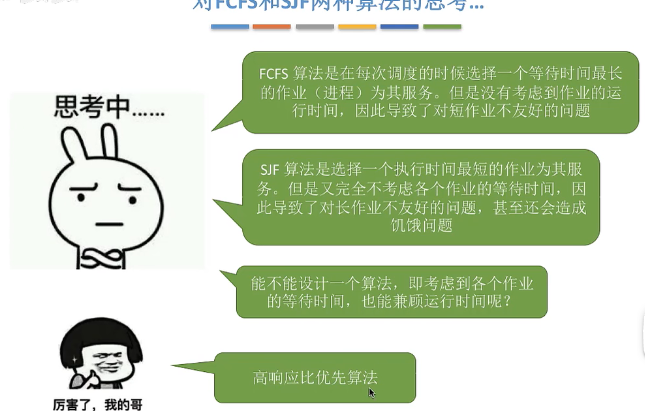 对FCFS和SJF两种算法的思考...
思考中......
FCFS 算法是在每次调度的时候选择一个等待时间最长
的作业（进程）为其服务。但是没有考虑到作业的运
行时间，因此导致了对短作业不友好的问题
SJF 算法是选择一个执行时间最短的作业为其服
务。但是又完全不考虑各个作业的等待时间，因
此导致了对长作业不友好的问题，甚至还会造成
饥饿问题
能不能设计一个算法，即考虑到各个作业
的等待时间，也能兼顾运行时间呢？
高响应比优先算法
厉害了，我的哥